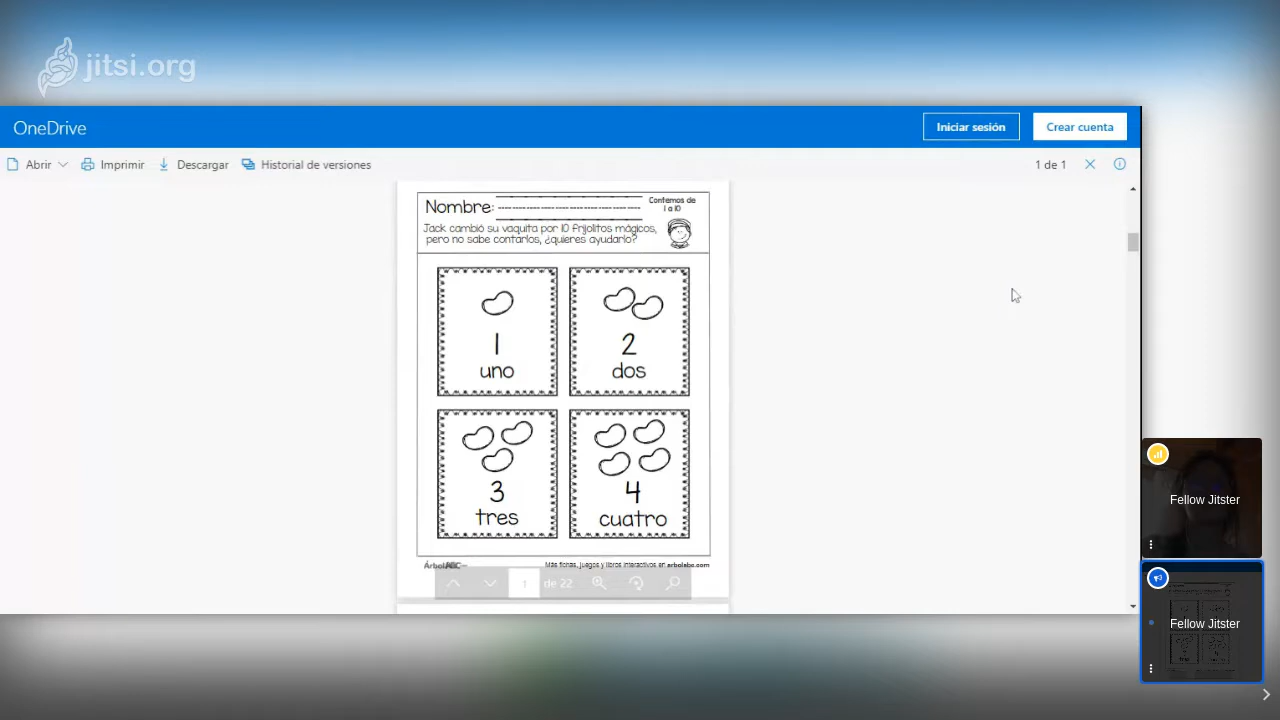 jitsi.org
OneDrive
Iniciar sesión
Crear cuenta
Abrir
Imprimir
Descargar
Historial de versiones
1 de 1
Nombre:
Contemos de
1 a 10
Jack cambió su vaquita por 10 frijolitos mágicos,
pero no sabe contarlos, ¿quieres ayudarlo?
1
uno
2
dos
3
tres
4
cuatro
ÁrbolABC
Más fichas, juegos y libros interactivos en arbolabc.com
1 de 22
Fellow Jitster
Fellow Jitster